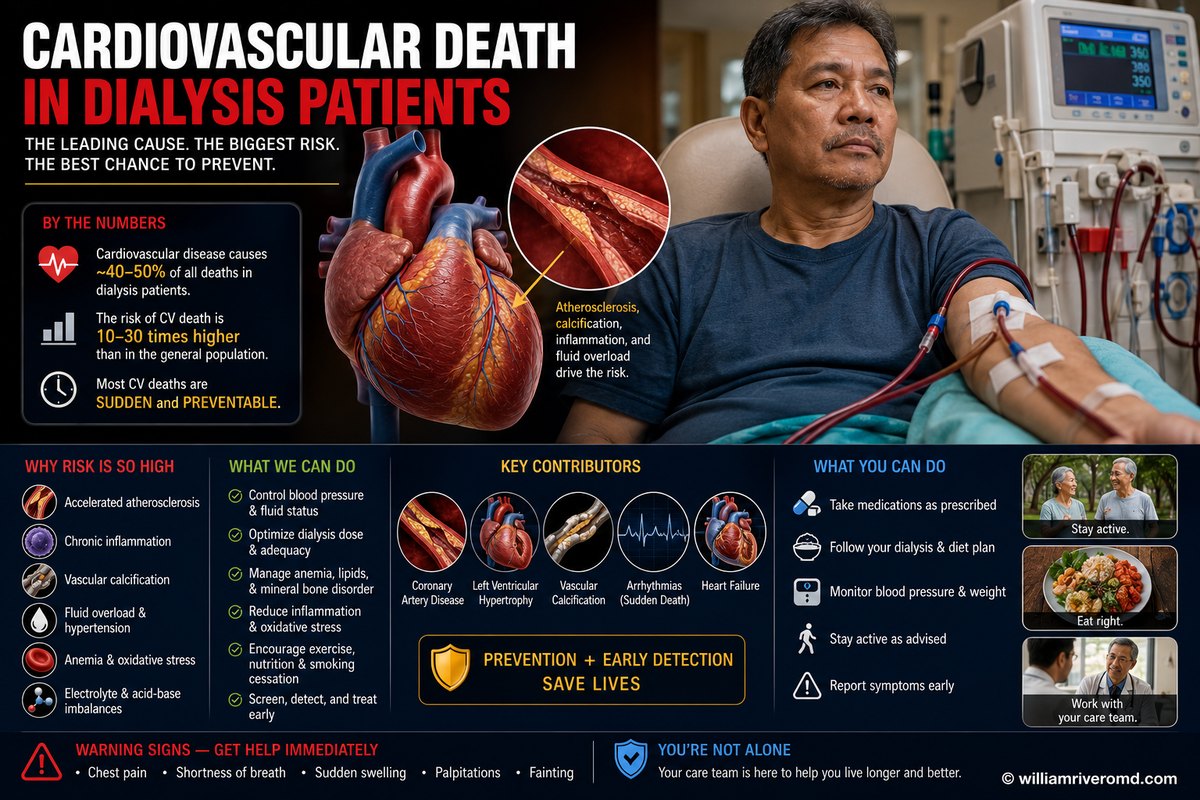 CARDIOVASCULAR DEATH
IN DIALYSIS PATIENTS
THE LEADING CAUSE. THE BIGGEST RISK.
THE BEST CHANCE TO PREVENT.
BY THE NUMBERS
Cardiovascular disease causes
~40–50% of all deaths in
dialysis patients.
The risk of CV death is
10–30 times higher
than in the general population.
Most CV deaths are
SUDDEN and PREVENTABLE.
Atherosclerosis,
calcification,
inflammation, and
fluid overload
drive the risk.
350
350
WHY RISK IS SO HIGH
Accelerated atherosclerosis
Chronic inflammation
Vascular calcification
Fluid overload &
hypertension
Anemia & oxidative stress
Electrolyte & acid-base
imbalances
WHAT WE CAN DO
Control blood pressure
& fluid status
Optimize dialysis dose
& adequacy
Manage anemia, lipids,
& mineral bone disorder
Reduce inflammation
& oxidative stress
Encourage exercise,
nutrition & smoking
cessation
Screen, detect, and treat
early
KEY CONTRIBUTORS
Coronary
Artery Disease
Left Ventricular
Hypertrophy
Vascular
Calcification
Arrhythmias
(Sudden Death)
Heart Failure
PREVENTION + EARLY DETECTION
SAVE LIVES
WHAT YOU CAN DO
Take medications as prescribed
Follow your dialysis & diet plan
Monitor blood pressure & weight
Stay active as advised
Report symptoms early
Stay active.
Eat right.
Work with
your care team.
WARNING SIGNS — GET HELP IMMEDIATELY
• Chest pain • Shortness of breath • Sudden swelling • Palpitations • Fainting
YOU'RE NOT ALONE
Your care team is here to help you live longer and better.
© williamriveromd.com